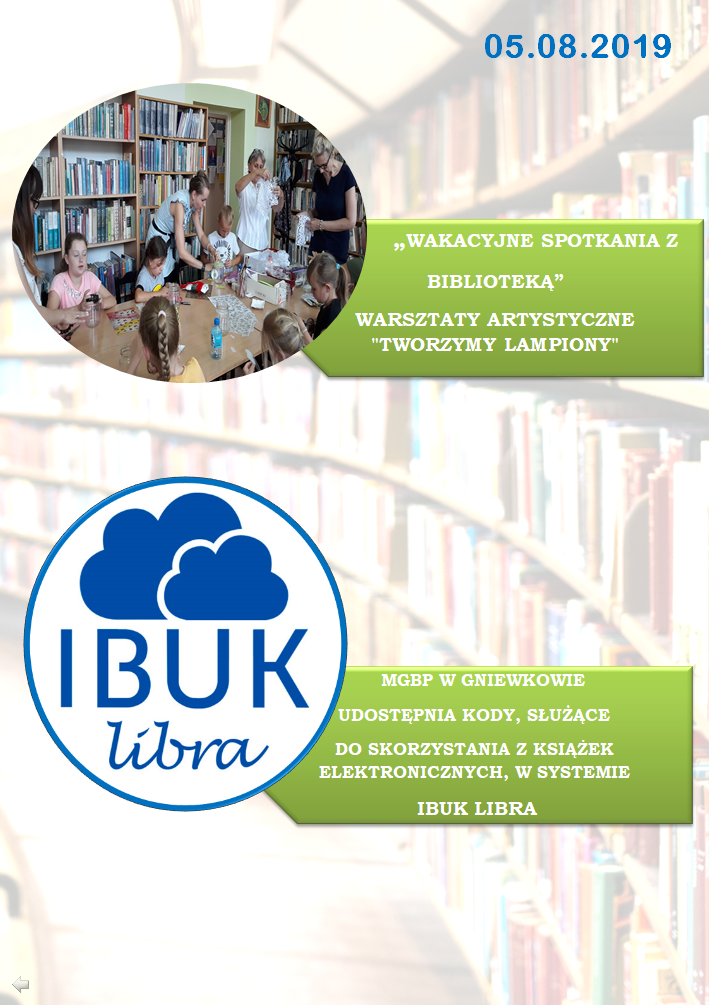 05.08.2019
„WAKACYJNE SPOTKANIA Z
BIBLIOTEKĄ”
WARSZTATY ARTYSTYCZNE
"TWORZYMY LAMPIONY"
IBUK
libra
MGBP W GNIEWKOWIE
UDOSTĘPNIA KODY, SŁUŻĄCE
DO SKORZYSTANIA Z KSIĄŻEK
ELEKTRONICZNYCH, W SYSTEMIE
IBUK LIBRA